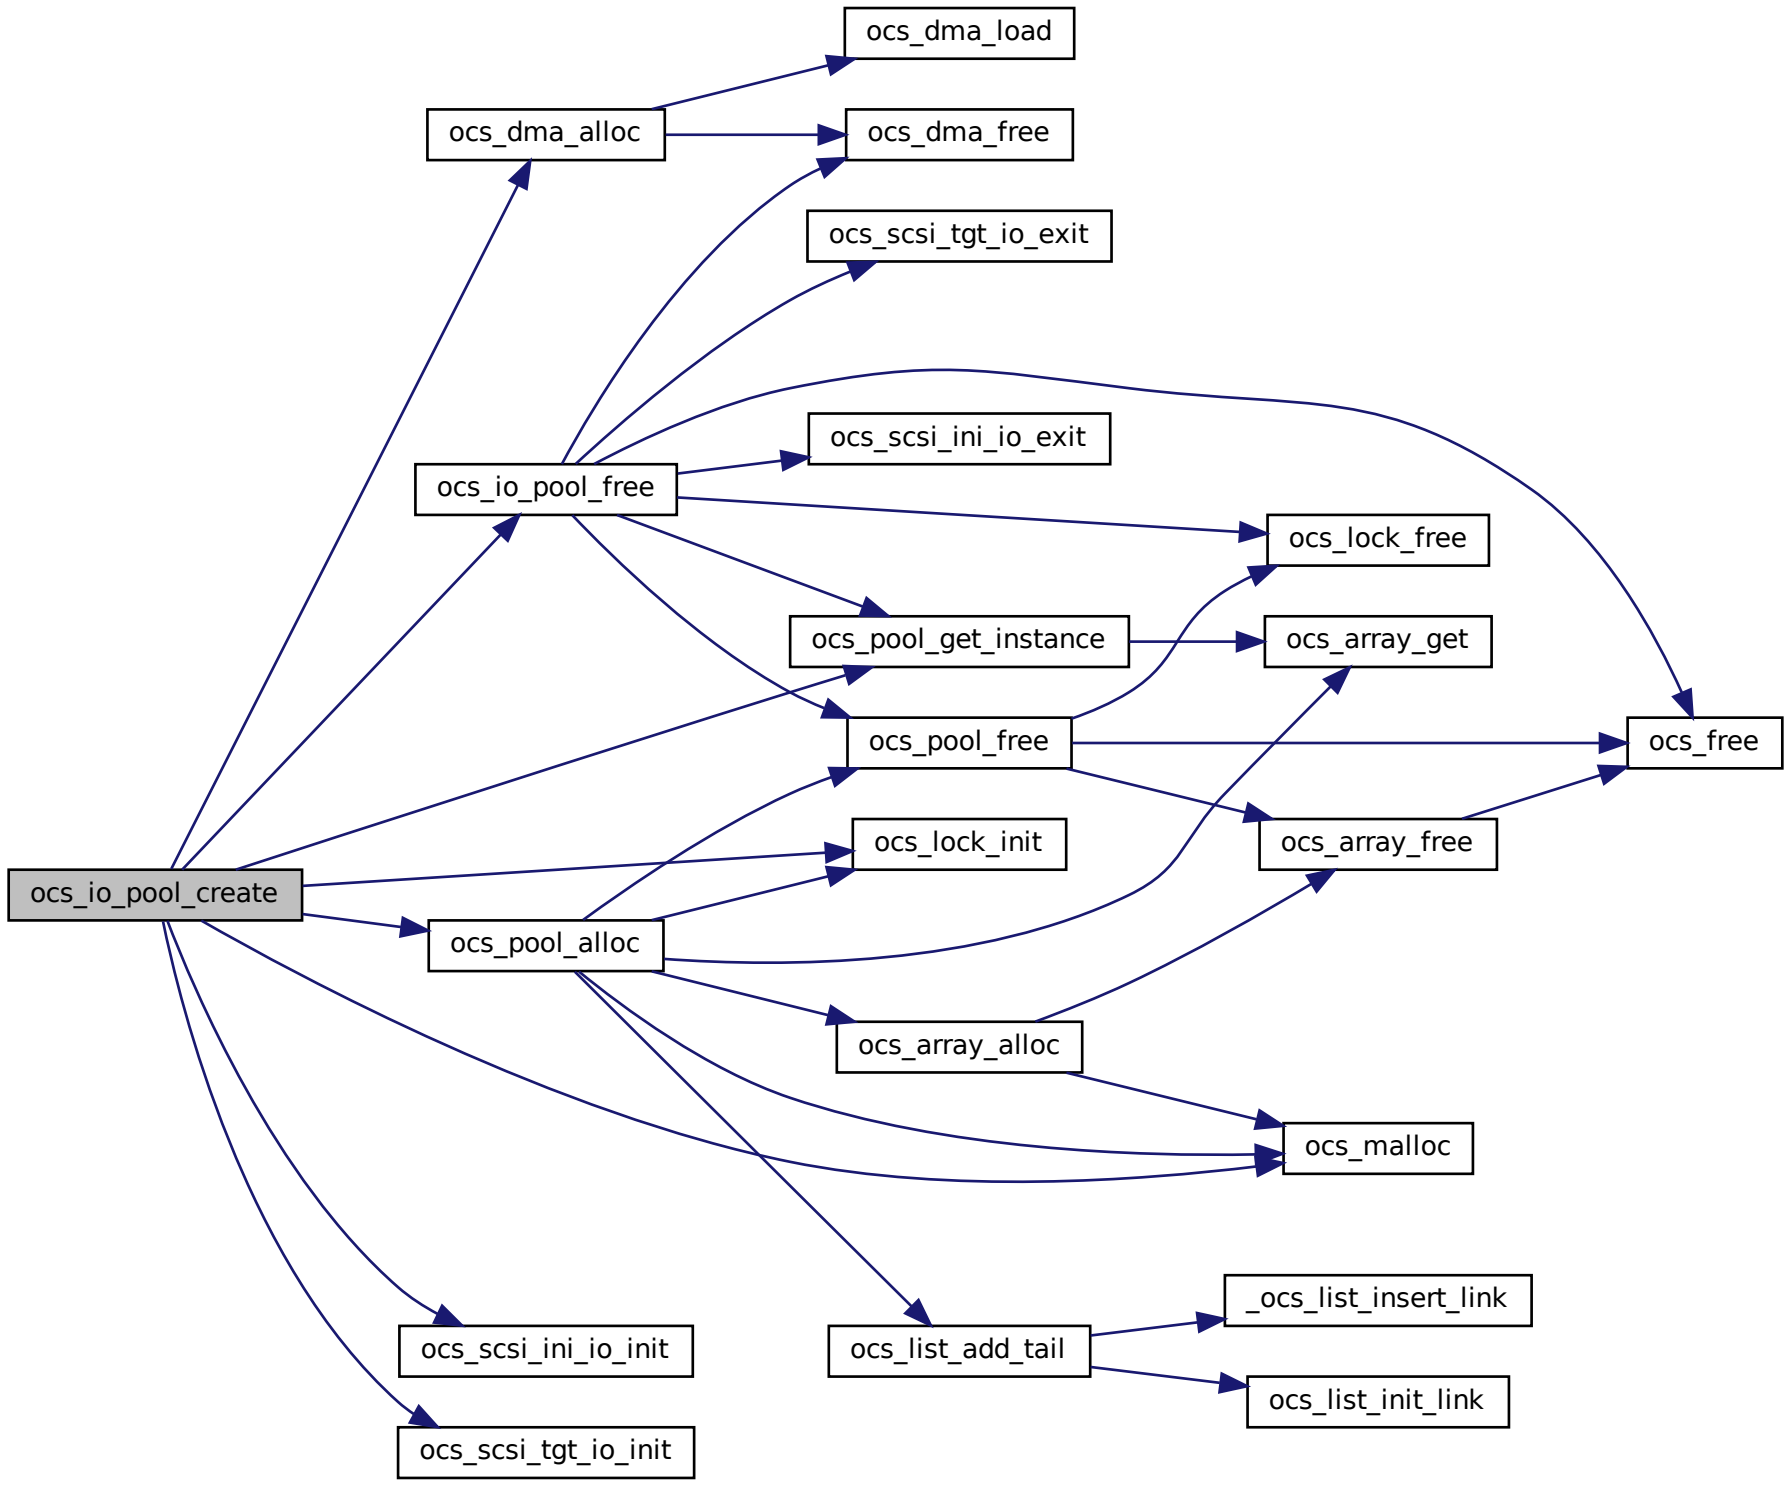 ocs_dma_load
ocs_dma_alloc
ocs_dma_free
ocs_scsi_tgt_io_exit
ocs_scsi_ini_io_exit
ocs_io_pool_free
ocs_lock_free
ocs_pool_get_instance
ocs_array_get
ocs_pool_free
ocs_free
ocs_lock_init
ocs_array_free
ocs_io_pool_create
ocs_pool_alloc
ocs_array_alloc
ocs_malloc
_ocs_list_insert_link
ocs_scsi_ini_io_init
ocs_list_add_tail
ocs_list_init_link
ocs_scsi_tgt_io_init